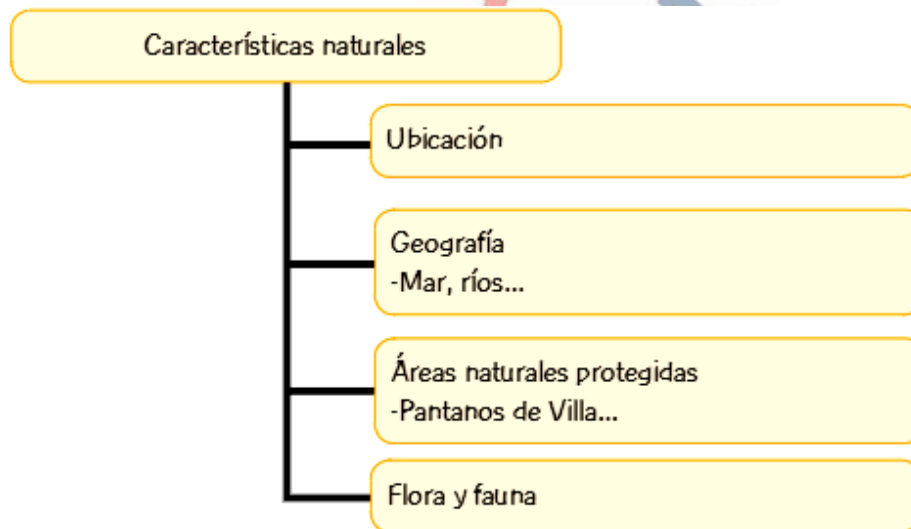 Características naturales
Ubicación
Geografía
-Mar, ríos...
Áreas naturales protegidas
-Pantanos de Villa...
Flora y fauna